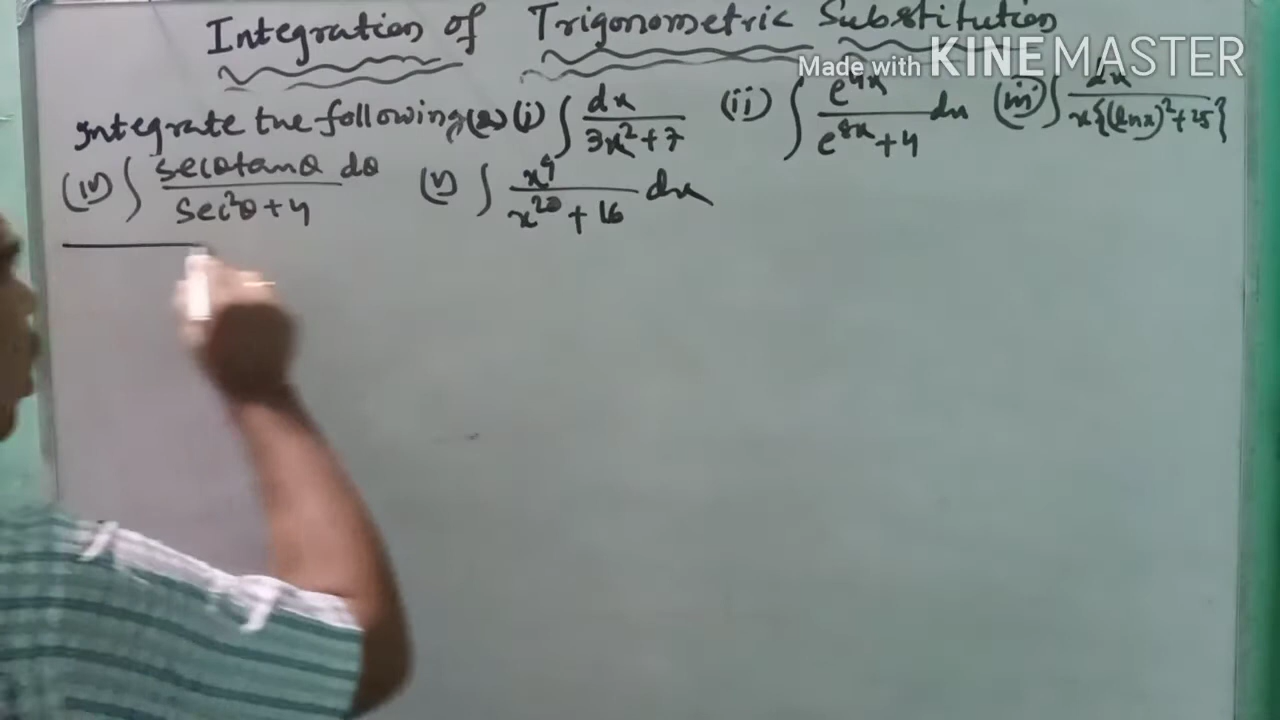 Integration of Trigonometric Substitution
Made with KINEMASTER
Integrate the following (i) ∫ dx / 3x² + 7 (ii) ∫ e⁴ˣ / e⁸ˣ + 4 dx (iii) ∫ dx / x{(ln x)² + 25}
(iv) ∫ secθtanθ dθ / sec²θ + 4 (v) ∫ x⁹ / x²⁰ + 16 dx